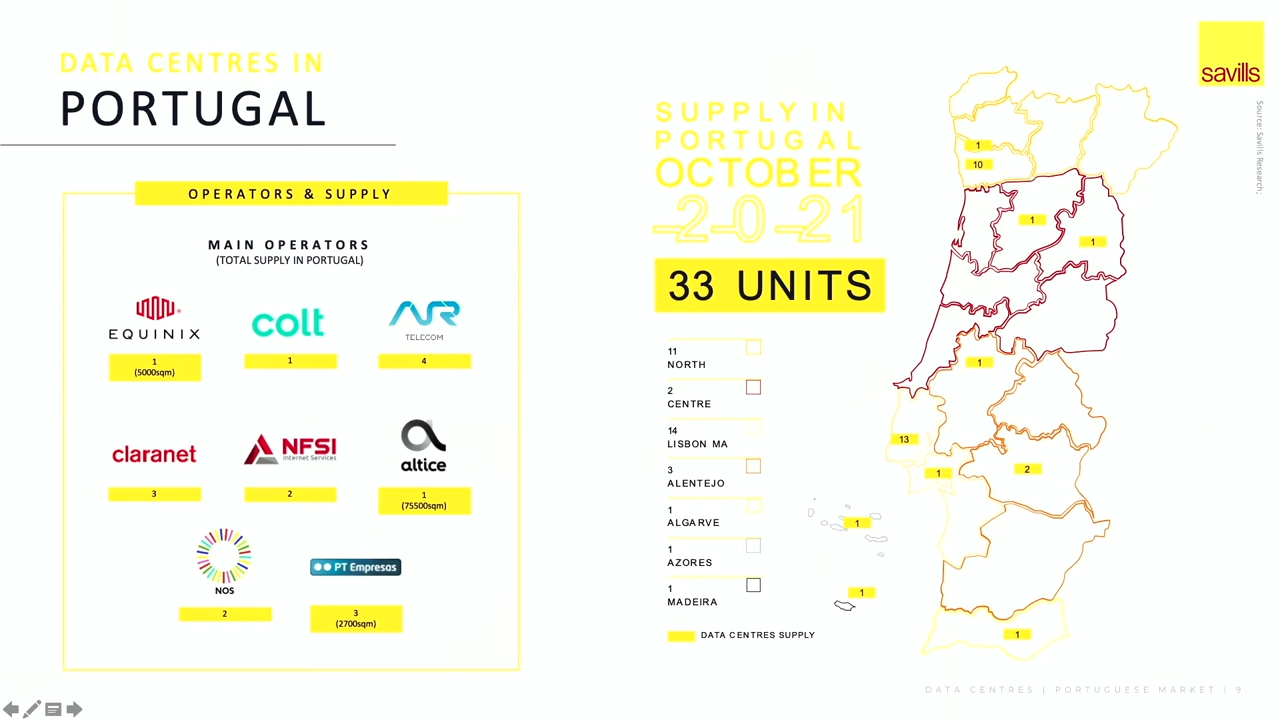 DATA CENTRES IN
PORTUGAL
OPERATORS & SUPPLY
MAIN OPERATORS
(TOTAL SUPPLY IN PORTUGAL)
EQUINIX
1
(5000sqm)
colt
1
AR
TELECOM
4
claranet
3
NFSI
Internet Services
2
altice
1
(75500sqm)
NOS
2
PT Empresas
3
(2700sqm)
SUPPLY IN
PORTUGAL
OCTOBER
2021
33 UNITS
11
NORTH
2
CENTRE
14
LISBON MA
3
ALENTEJO
1
ALGARVE
1
AZORES
1
MADEIRA
DATA CENTRES SUPPLY
1
10
1
1
1
13
1
2
1
1
1
savills
Source: Savills Research;
DATA CENTRES | PORTUGUESE MARKET | 9